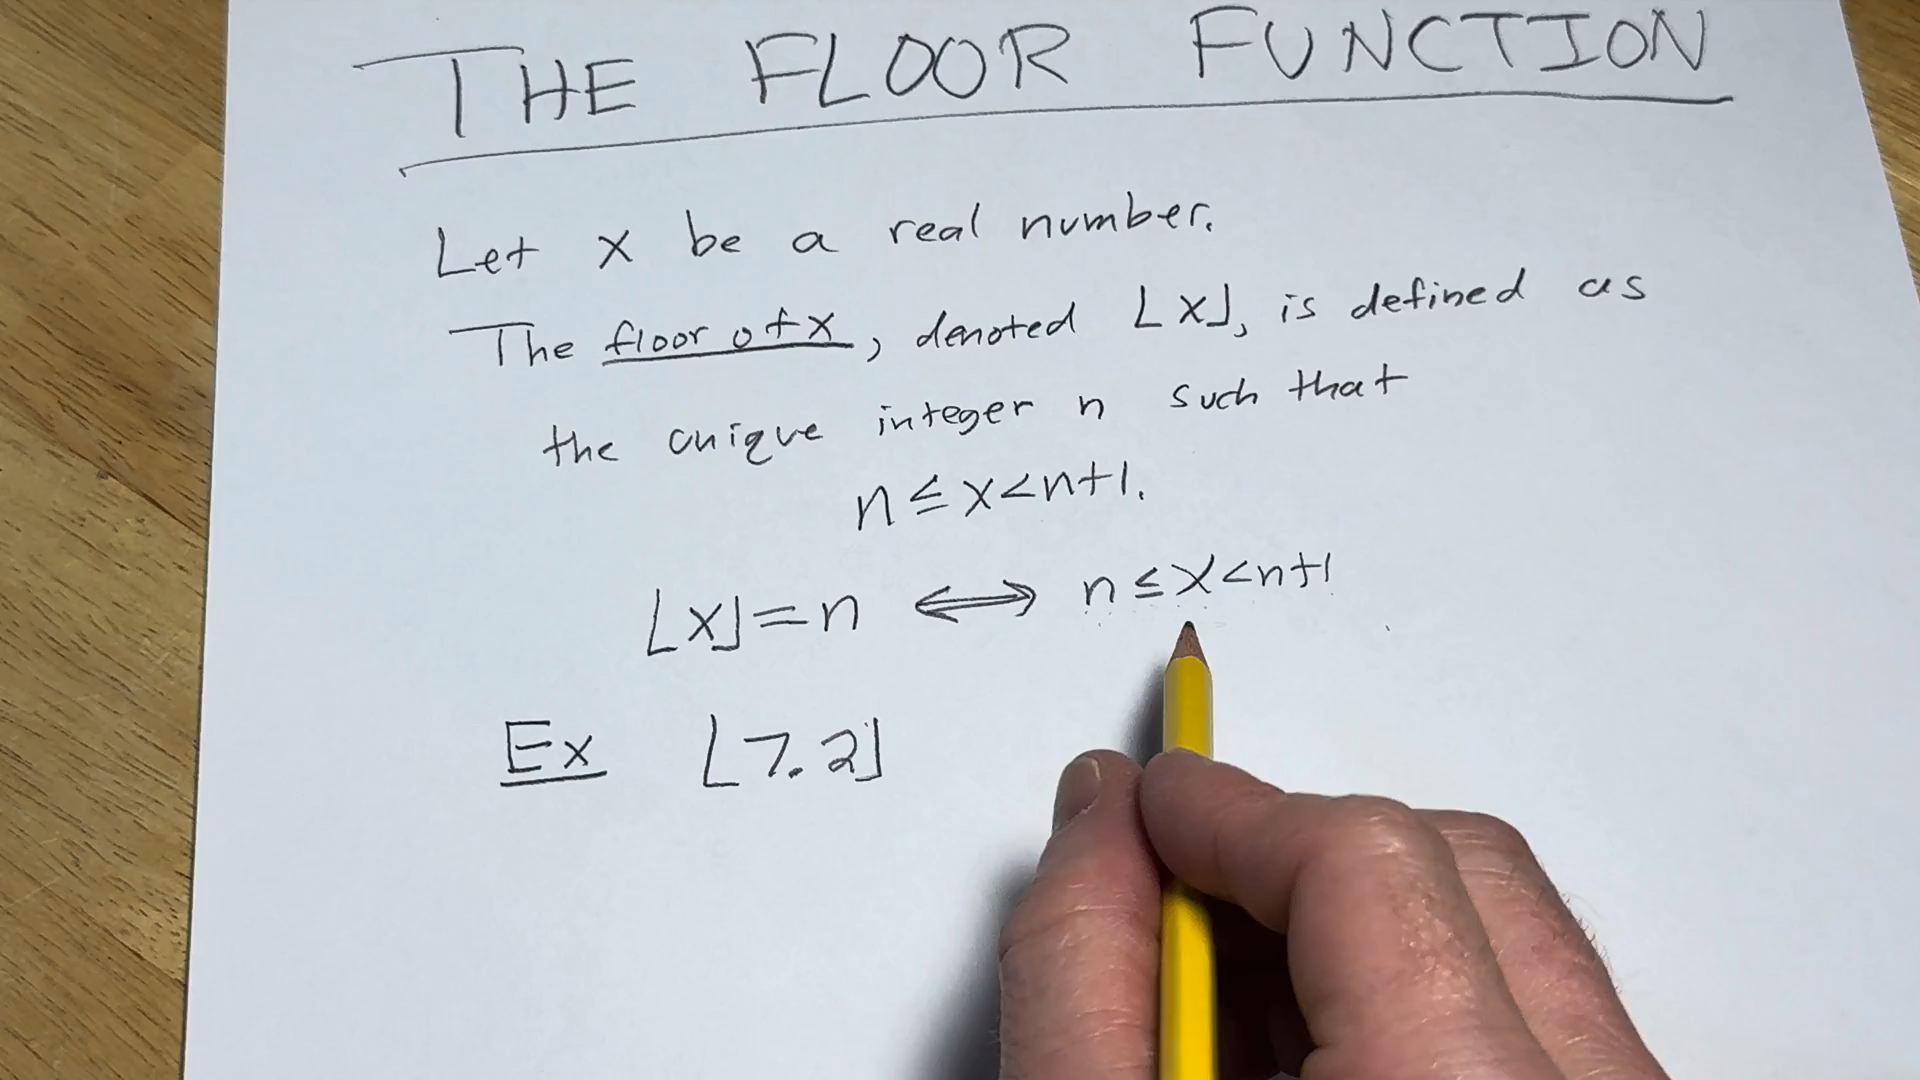 THE FLOOR FUNCTION
Let x be a real number.
The floor of x, denoted ⌊x⌋, is defined as
the unique integer n such that
n ≤ x < n+1.
⌊x⌋ = n ⟺ n ≤ x < n+1
Ex ⌊7.2⌋